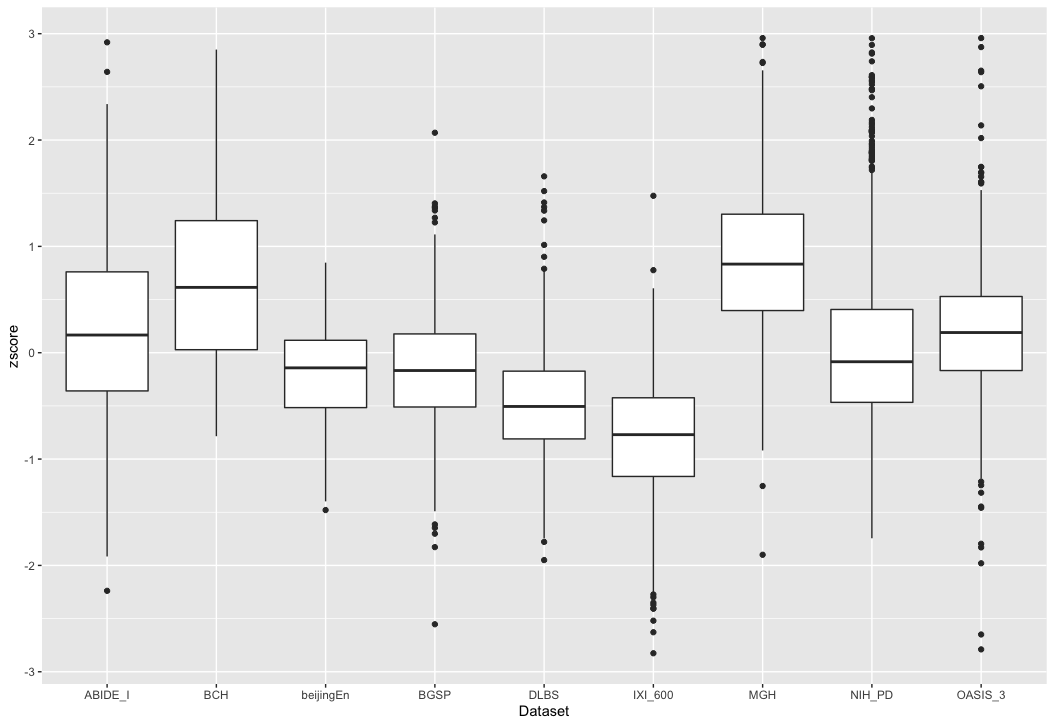 zscore
3
2
1
0
-1
-2
-3
ABIDE_I BCH beijingEn BGSP DLBS IXI_600 MGH NIH_PD OASIS_3
Dataset